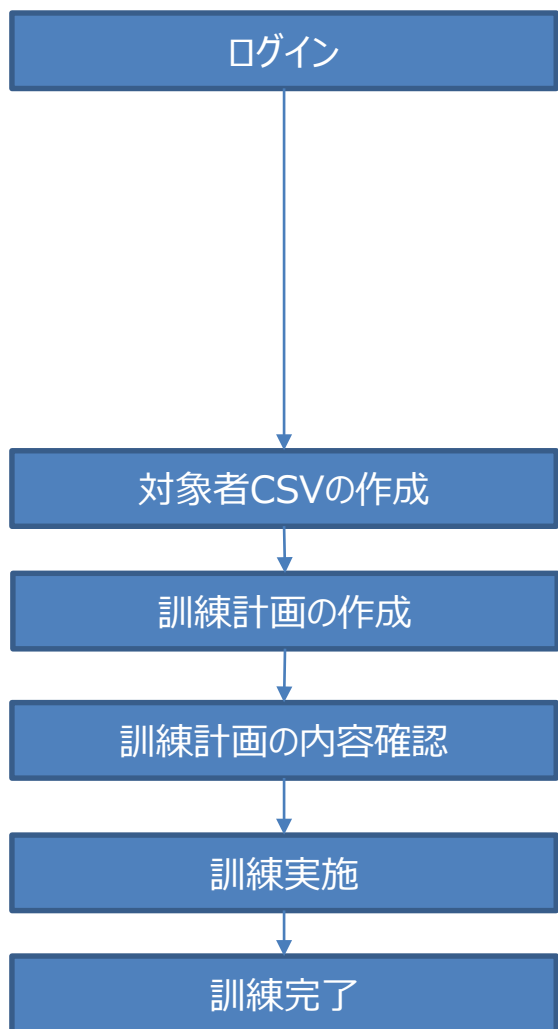 ログイン
対象者CSVの作成
訓練計画の作成
訓練計画の内容確認
訓練実施
訓練完了